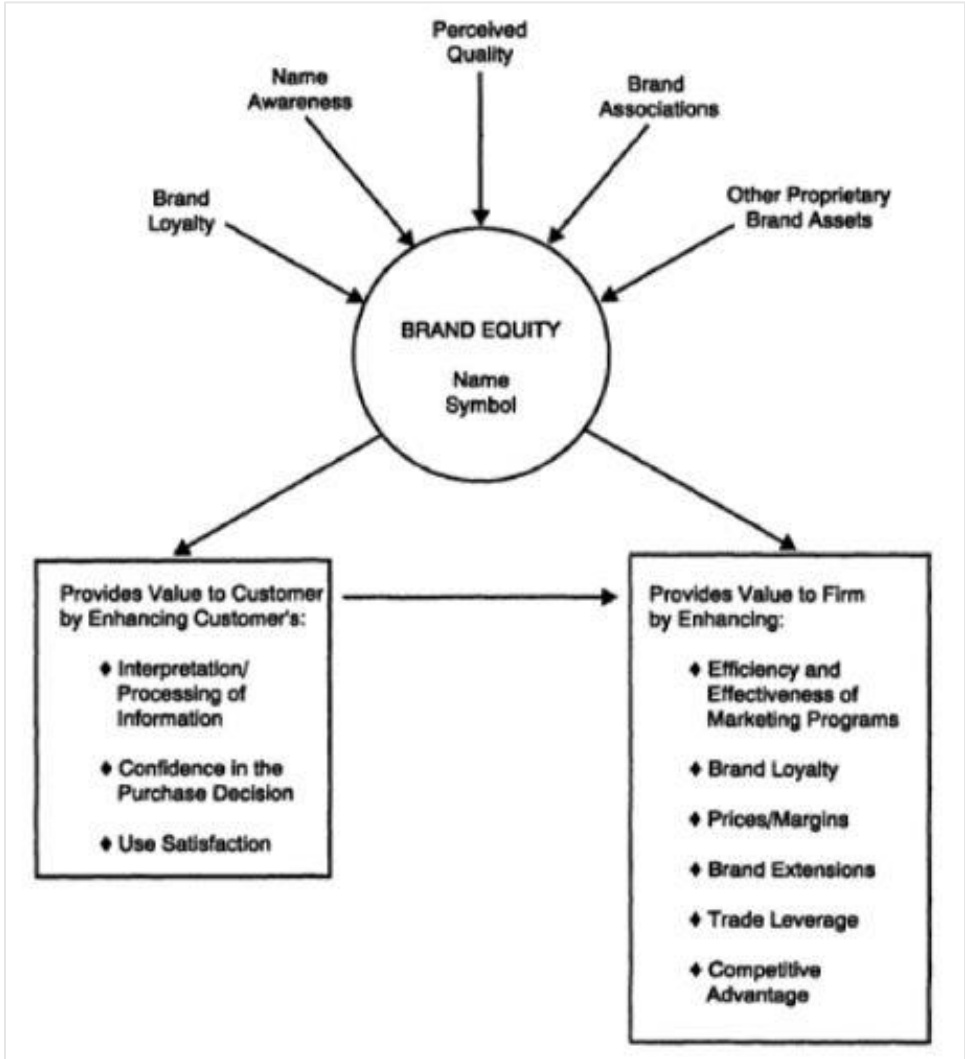 Perceived
Quality
Name
Awareness
Brand
Associations
Brand
Loyalty
Other Proprietary
Brand Assets
BRAND EQUITY
Name
Symbol
Provides Value to Customer
by Enhancing Customer's:
♦ Interpretation/
Processing of
Information
♦ Confidence in the
Purchase Decision
♦ Use Satisfaction
Provides Value to Firm
by Enhancing:
♦ Efficiency and
Effectiveness of
Marketing Programs
♦ Brand Loyalty
♦ Prices/Margins
♦ Brand Extensions
♦ Trade Leverage
♦ Competitive
Advantage